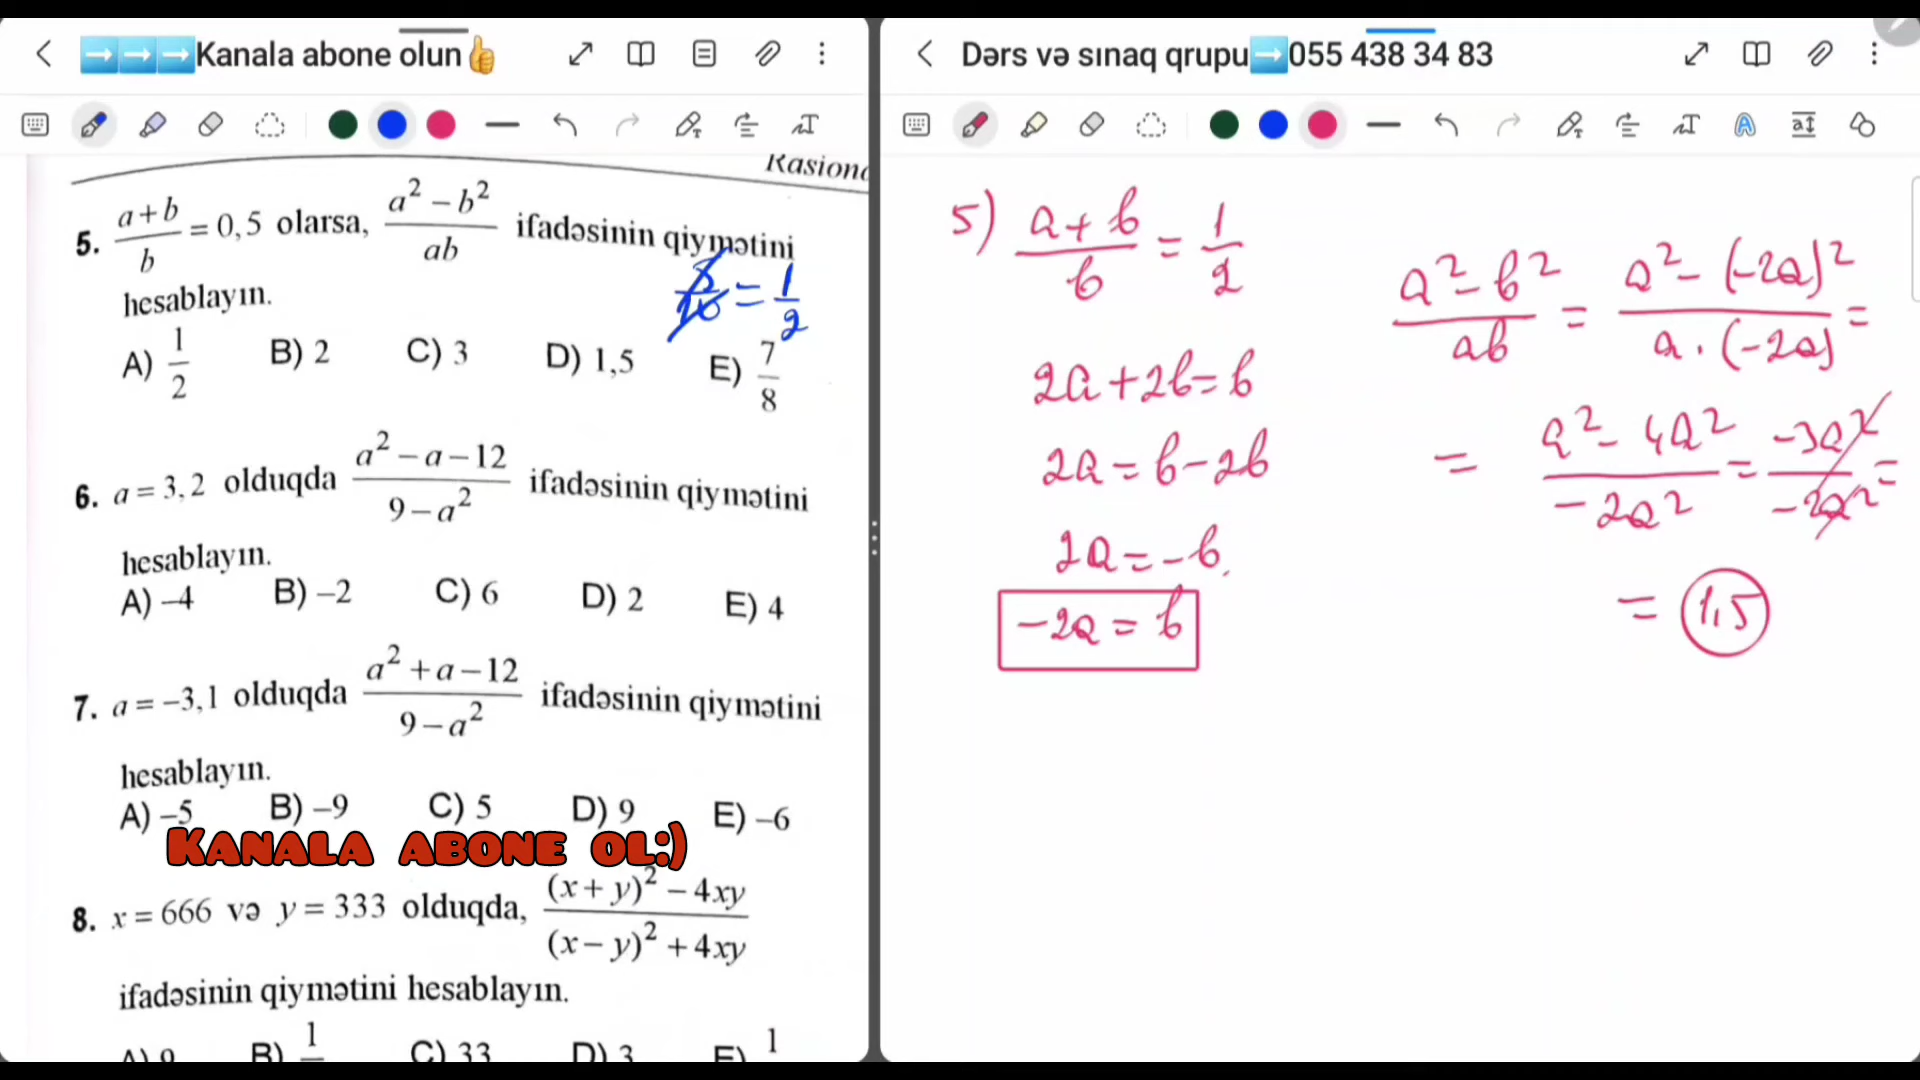 ➡️➡️➡️Kanala abone olun👍
Dərs və sınaq qrupu➡️055 438 34 83
5. (a+b)/b = 0,5 olarsa, (a² − b²)/(ab) ifadəsinin qiymətini
hesablayın.
8/16 = 1/2
A) 1/2 B) 2 C) 3 D) 1,5 E) 7/8
6. a = 3,2 olduqda (a² − a − 12)/(9 − a²) ifadəsinin qiymətini
hesablayın.
A) −4 B) −2 C) 6 D) 2 E) 4
7. a = −3,1 olduqda (a² + a − 12)/(9 − a²) ifadəsinin qiymətini
hesablayın.
A) −5 B) −9 C) 5 D) 9 E) −6
Kanala abone ol:)
8. x = 666 və y = 333 olduqda, ((x + y)² − 4xy)/((x − y)² + 4xy)
ifadəsinin qiymətini hesablayın.
C) 33 D) 3
5) (a + b)/b = 1/2
2a + 2b = b
2a = b − 2b
2a = −b
−2a = b
(a² − b²)/(ab) = (a² − (−2a)²)/(a · (−2a)) =
= (a² − 4a²)/(−2a²) = (−3a²)/(−2a²) =
= 1,5